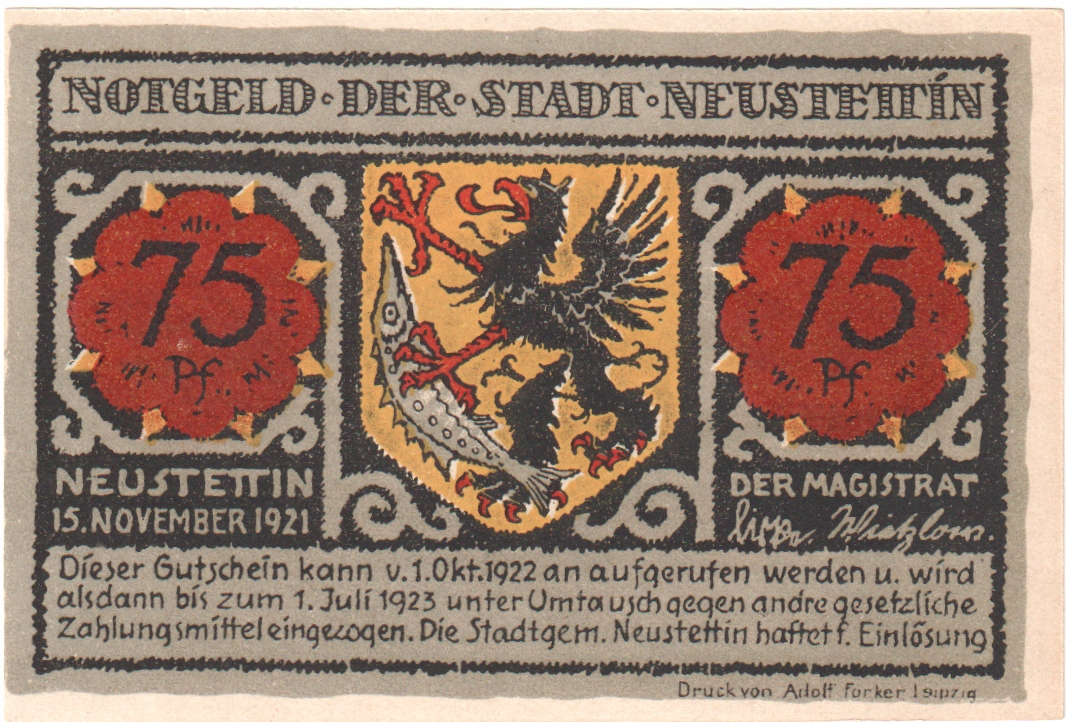 NOTGELD·DER·STADT·NEUSTETTIN
75
Pf
75
Pf
NEUSTETTIN
15. NOVEMBER 1921
DER MAGISTRAT
Dieser Gutschein kann v. 1. Okt. 1922 an aufgerufen werden u. wird
alsdann bis zum 1. Juli 1923 unter Umtausch gegen andre gesetzliche
Zahlungsmittel eingezogen. Die Stadtgem. Neustettin haftet f. Einlösung
Druck von Adolf Forker Leipzig